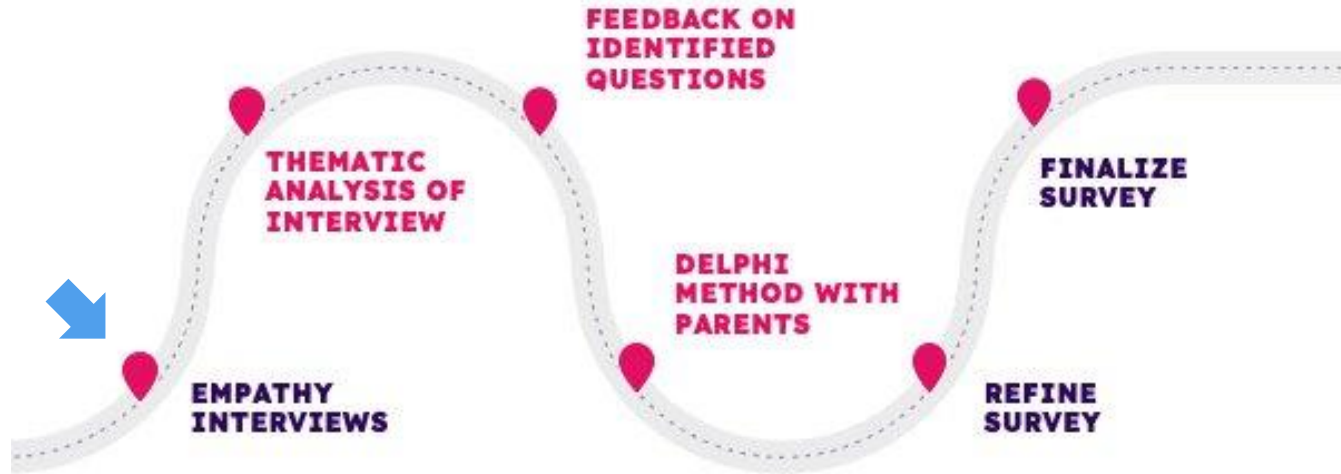 EMPATHY
INTERVIEWS
THEMATIC
ANALYSIS OF
INTERVIEW
FEEDBACK ON
IDENTIFIED
QUESTIONS
DELPHI
METHOD WITH
PARENTS
REFINE
SURVEY
FINALIZE
SURVEY